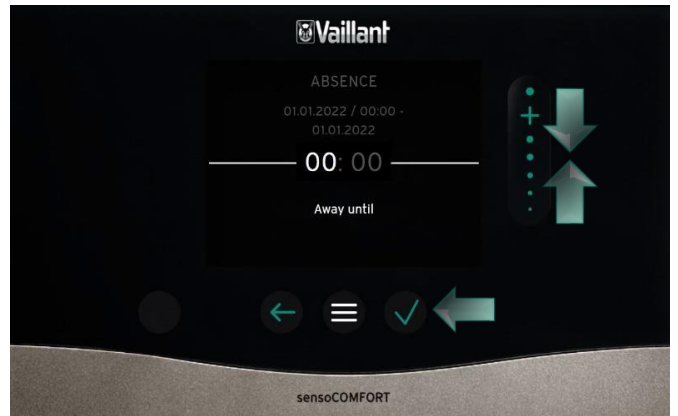 Vaillant
ABSENCE
01.01.2022 / 00:00 -
01.01.2022
00: 00
Away until
sensoCOMFORT